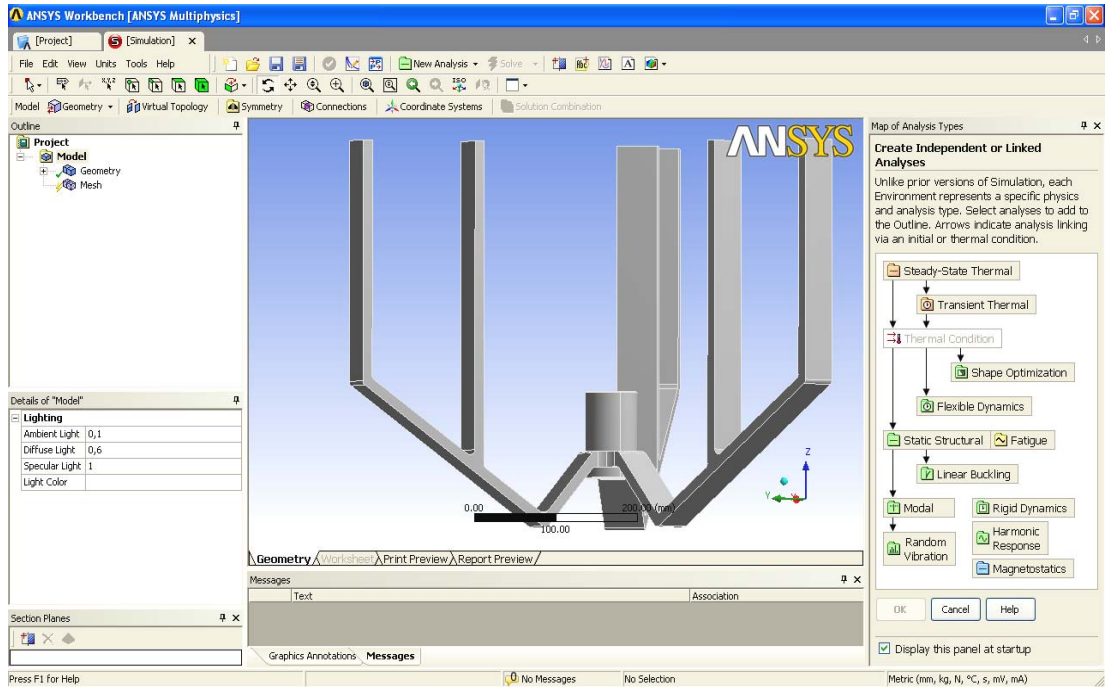 ANSYS Workbench [ANSYS Multiphysics]
[Project] [Simulation]
File Edit View Units Tools Help New Analysis Solve
Model Geometry Virtual Topology Symmetry Connections Coordinate Systems Solution Combination
Outline
Project
Model
Geometry
Mesh
Details of "Model"
Lighting
Ambient Light 0,1
Diffuse Light 0,6
Specular Light 1
Light Color
Section Planes
ANSYS
Z
Y
0.00 200.00 (mm)
100.00
Geometry Worksheet Print Preview Report Preview
Messages
Text Association
Graphics Annotations Messages
Map of Analysis Types
Create Independent or Linked
Analyses
Unlike prior versions of Simulation, each
Environment represents a specific physics
and analysis type. Select analyses to add to
the Outline. Arrows indicate analysis linking
via an initial or thermal condition.
Steady-State Thermal
Transient Thermal
Thermal Condition
Shape Optimization
Flexible Dynamics
Static Structural Fatigue
Linear Buckling
Modal Rigid Dynamics
Random
Vibration
Harmonic
Response
Magnetostatics
OK Cancel Help
Display this panel at startup
Press F1 for Help No Messages No Selection Metric (mm, kg, N, °C, s, mV, mA)